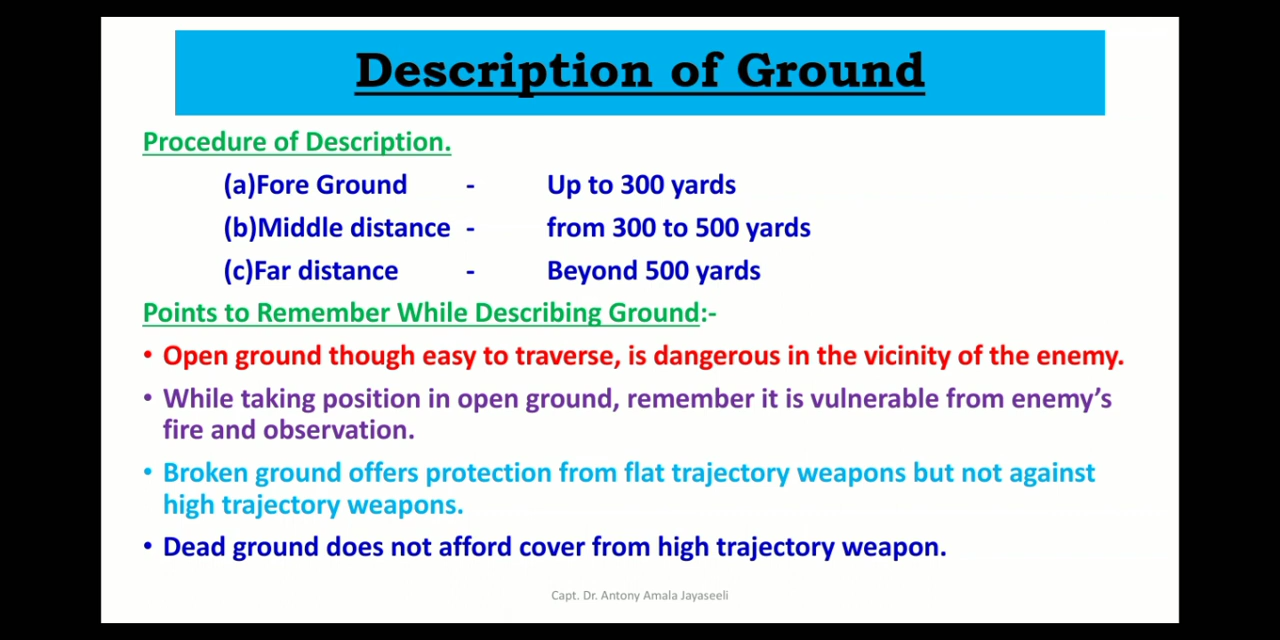 Description of Ground
Procedure of Description.
(a)Fore Ground - Up to 300 yards
(b)Middle distance - from 300 to 500 yards
(c)Far distance - Beyond 500 yards
Points to Remember While Describing Ground:-
• Open ground though easy to traverse, is dangerous in the vicinity of the enemy.
• While taking position in open ground, remember it is vulnerable from enemy’s
fire and observation.
• Broken ground offers protection from flat trajectory weapons but not against
high trajectory weapons.
• Dead ground does not afford cover from high trajectory weapon.
Capt. Dr. Antony Amala Jayaseeli